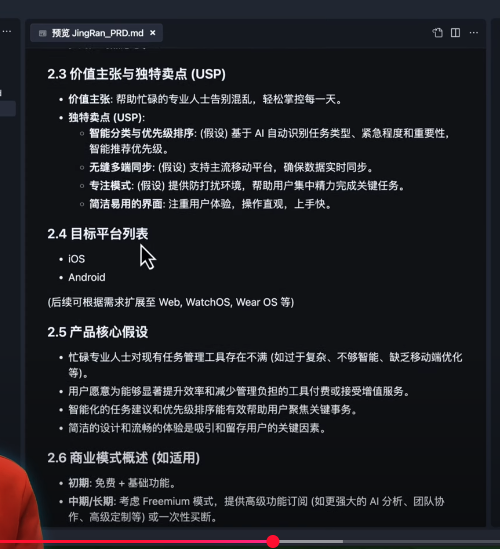 预览 JingRan_PRD.md
2.3 价值主张与独特卖点 (USP)
• 价值主张: 帮助忙碌的专业人士告别混乱，轻松掌控每一天。
• 独特卖点 (USP):
◦ 智能分类与优先级排序: (假设) 基于 AI 自动识别任务类型、紧急程度和重要性，
智能推荐优先级。
◦ 无缝多端同步: (假设) 支持主流移动平台，确保数据实时同步。
◦ 专注模式: (假设) 提供防打扰环境，帮助用户集中精力完成关键任务。
◦ 简洁易用的界面: 注重用户体验，操作直观，上手快。
2.4 目标平台列表
• iOS
• Android
(后续可根据需求扩展至 Web, WatchOS, Wear OS 等)
2.5 产品核心假设
• 忙碌专业人士对现有任务管理工具存在不满 (如过于复杂、不够智能、缺乏移动端优化
等)。
• 用户愿意为能够显著提升效率和减少管理负担的工具付费或接受增值服务。
• 智能化的任务建议和优先级排序能有效帮助用户聚焦关键事务。
• 简洁的设计和流畅的体验是吸引和留存用户的关键因素。
2.6 商业模式概述 (如适用)
• 初期: 免费 + 基础功能。
• 中期/长期: 考虑 Freemium 模式，提供高级功能订阅 (如更强大的 AI 分析、团队协
作、高级定制等) 或一次性买断。